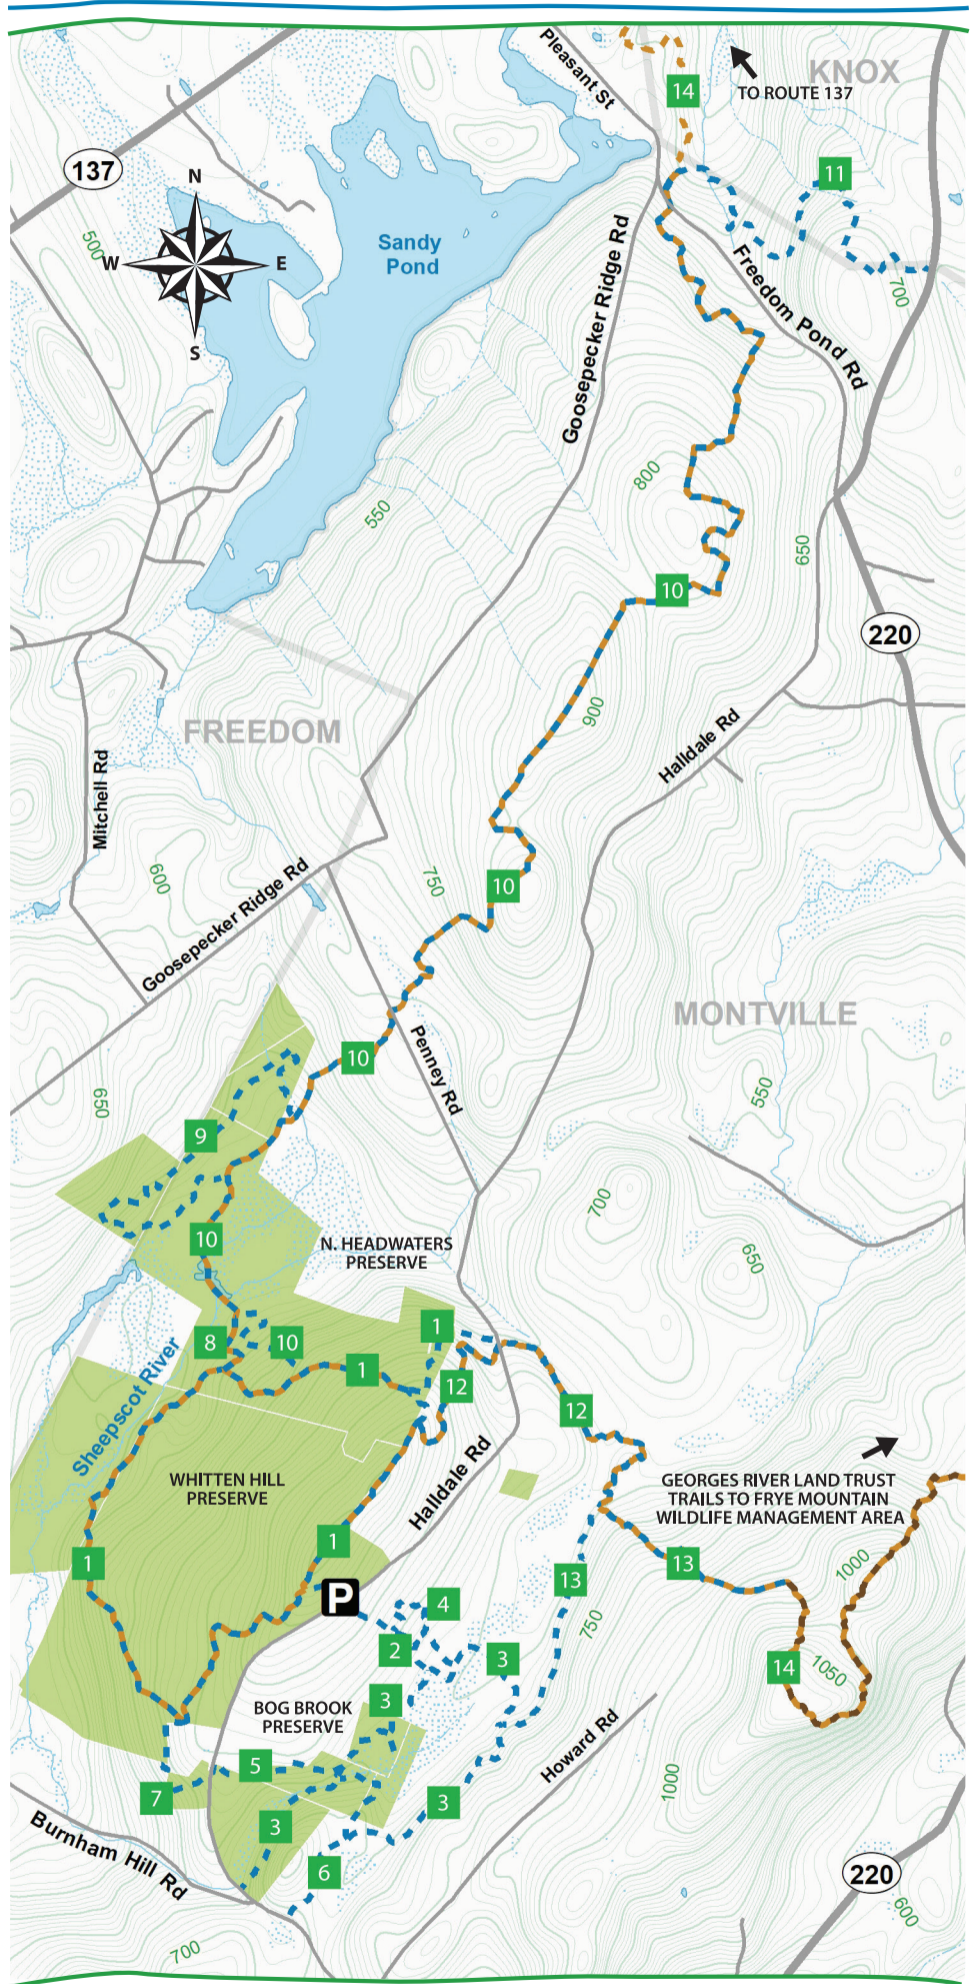 Pleasant St
KNOX
14
TO ROUTE 137
137
11
N
W
E
S
500
Sandy
Pond
Goosepecker Ridge Rd
Freedom Pond Rd
700
800
550
650
10
220
900
FREEDOM
Halldale Rd
Mitchell Rd
600
750
10
Goosepecker Ridge Rd
MONTVILLE
10
Penney Rd
650
550
9
700
10
N. HEADWATERS
PRESERVE
650
8
10
1
1
12
12
Sheepscot River
WHITTEN HILL
PRESERVE
Halldale Rd
GEORGES RIVER LAND TRUST
TRAILS TO FRYE MOUNTAIN
WILDLIFE MANAGEMENT AREA
1
1
13
13
1000
P
4
2
3
750
14
1050
3
BOG BROOK
PRESERVE
5
Howard Rd
7
3
3
1000
Burnham Hill Rd
6
220
600
700